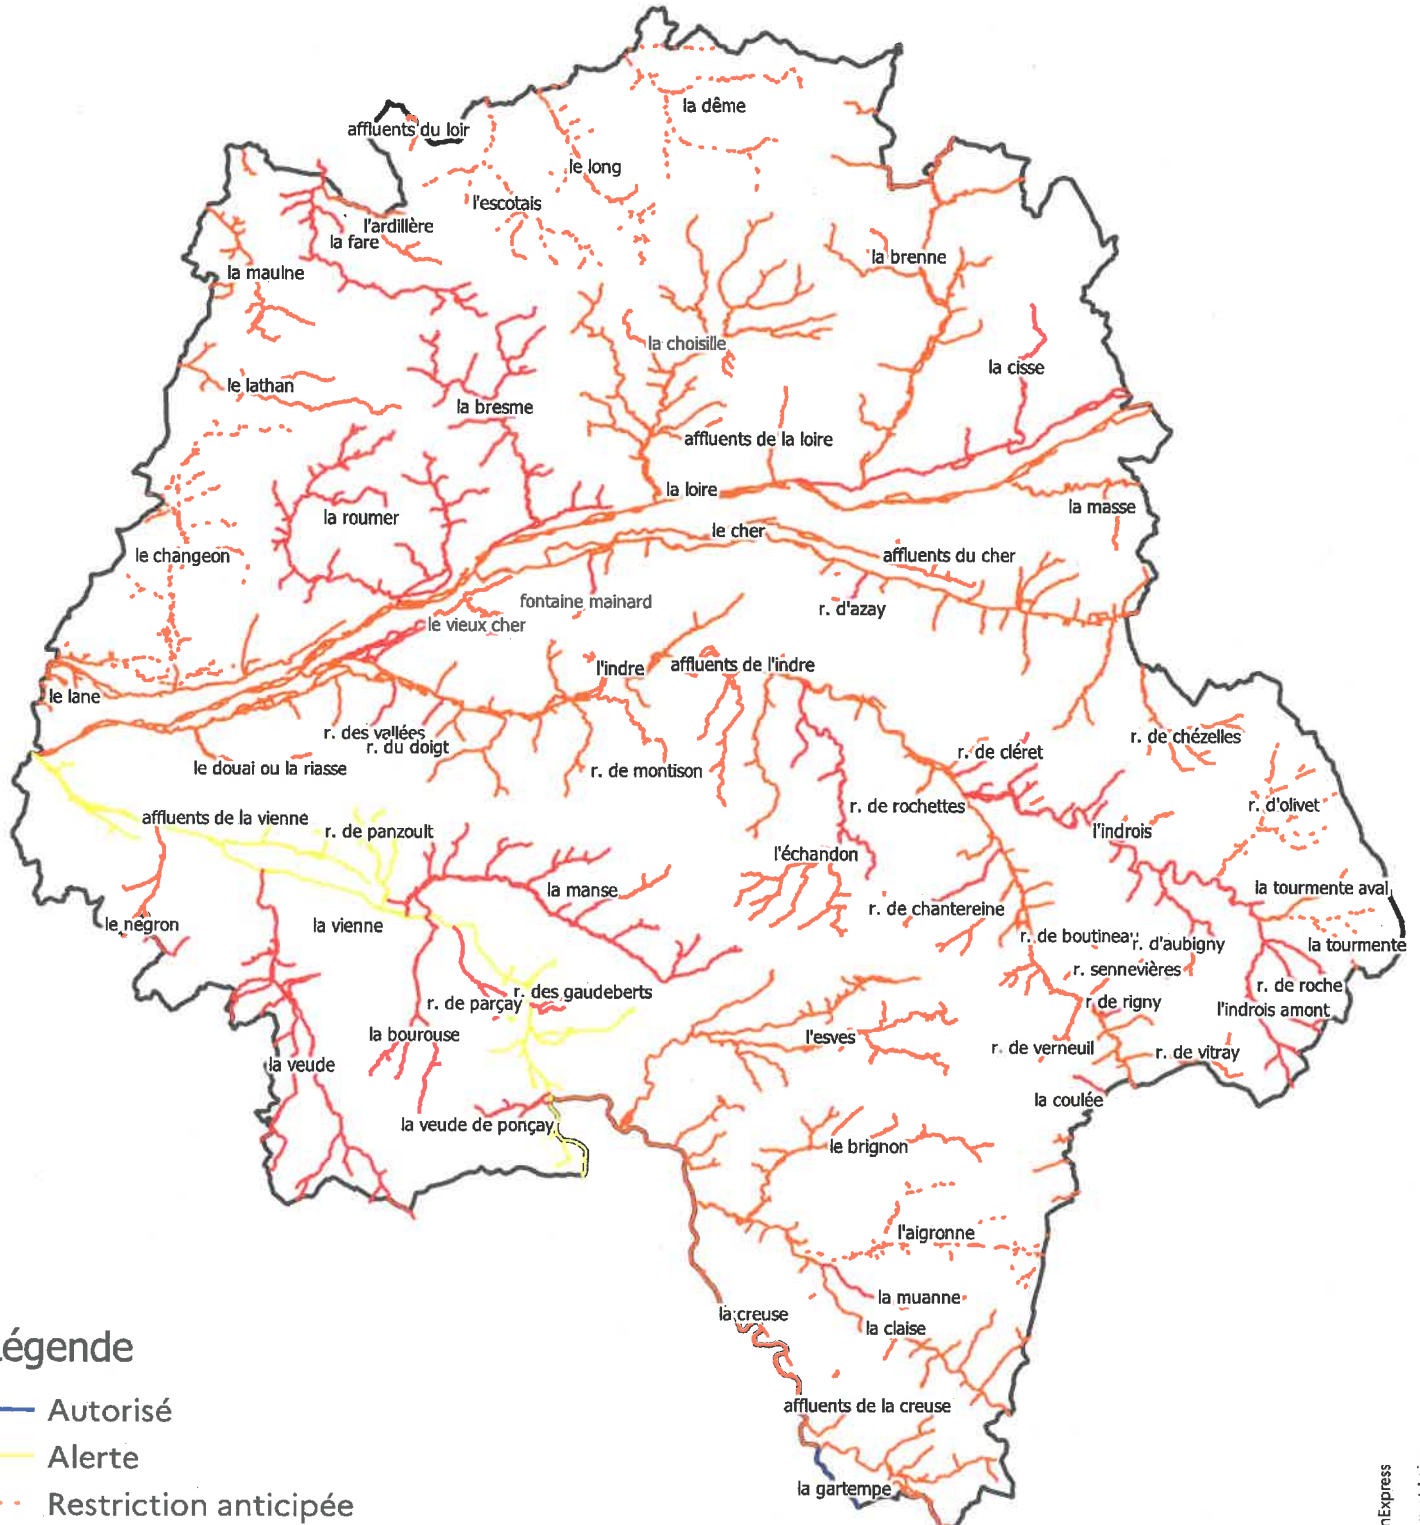 la dême
affluents du loir
le long
l'escotais
l'ardillère
la fare
la brenne
la maulne
la choisille
la cisse
le lathan
la bresme
affluents de la loire
la loire
la masse
la roumer
le cher
le changeon
affluents du cher
fontaine mainard
r. d'azay
le vieux cher
l'indre
affluents de l'indre
le lane
r. des vallées
r. du doigt
r. de chézelles
r. de cléret
le douai ou la riasse
r. de montison
r. de rochettes
r. d'olivet
affluents de la vienne
r. de panzoult
l'indrois
l'échandon
la manse
la tourmente aval
r. de chantereine
le négron
la vienne
r. de boutineau
r. d'aubigny
la tourmente
r. sennevières
r. de roche
r. des gaudeberts
r. de parçay
r de rigny
l'indrois amont
la bourouse
l'esves
r. de verneuil
r. de vitray
la veude
la coulée
la veude de ponçay
le brignon
l'aigronne
la muanne
la creuse
la claise
affluents de la creuse
la gartempe
Légende
Autorisé
Alerte
Restriction anticipée
nExpress